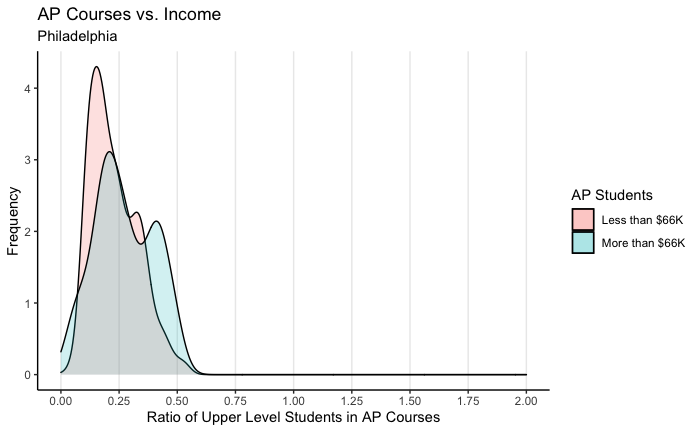 AP Courses vs. Income
Philadelphia
4
3
2
1
0
Frequency
0.00 0.25 0.50 0.75 1.00 1.25 1.50 1.75 2.00
Ratio of Upper Level Students in AP Courses
AP Students
Less than $66K
More than $66K